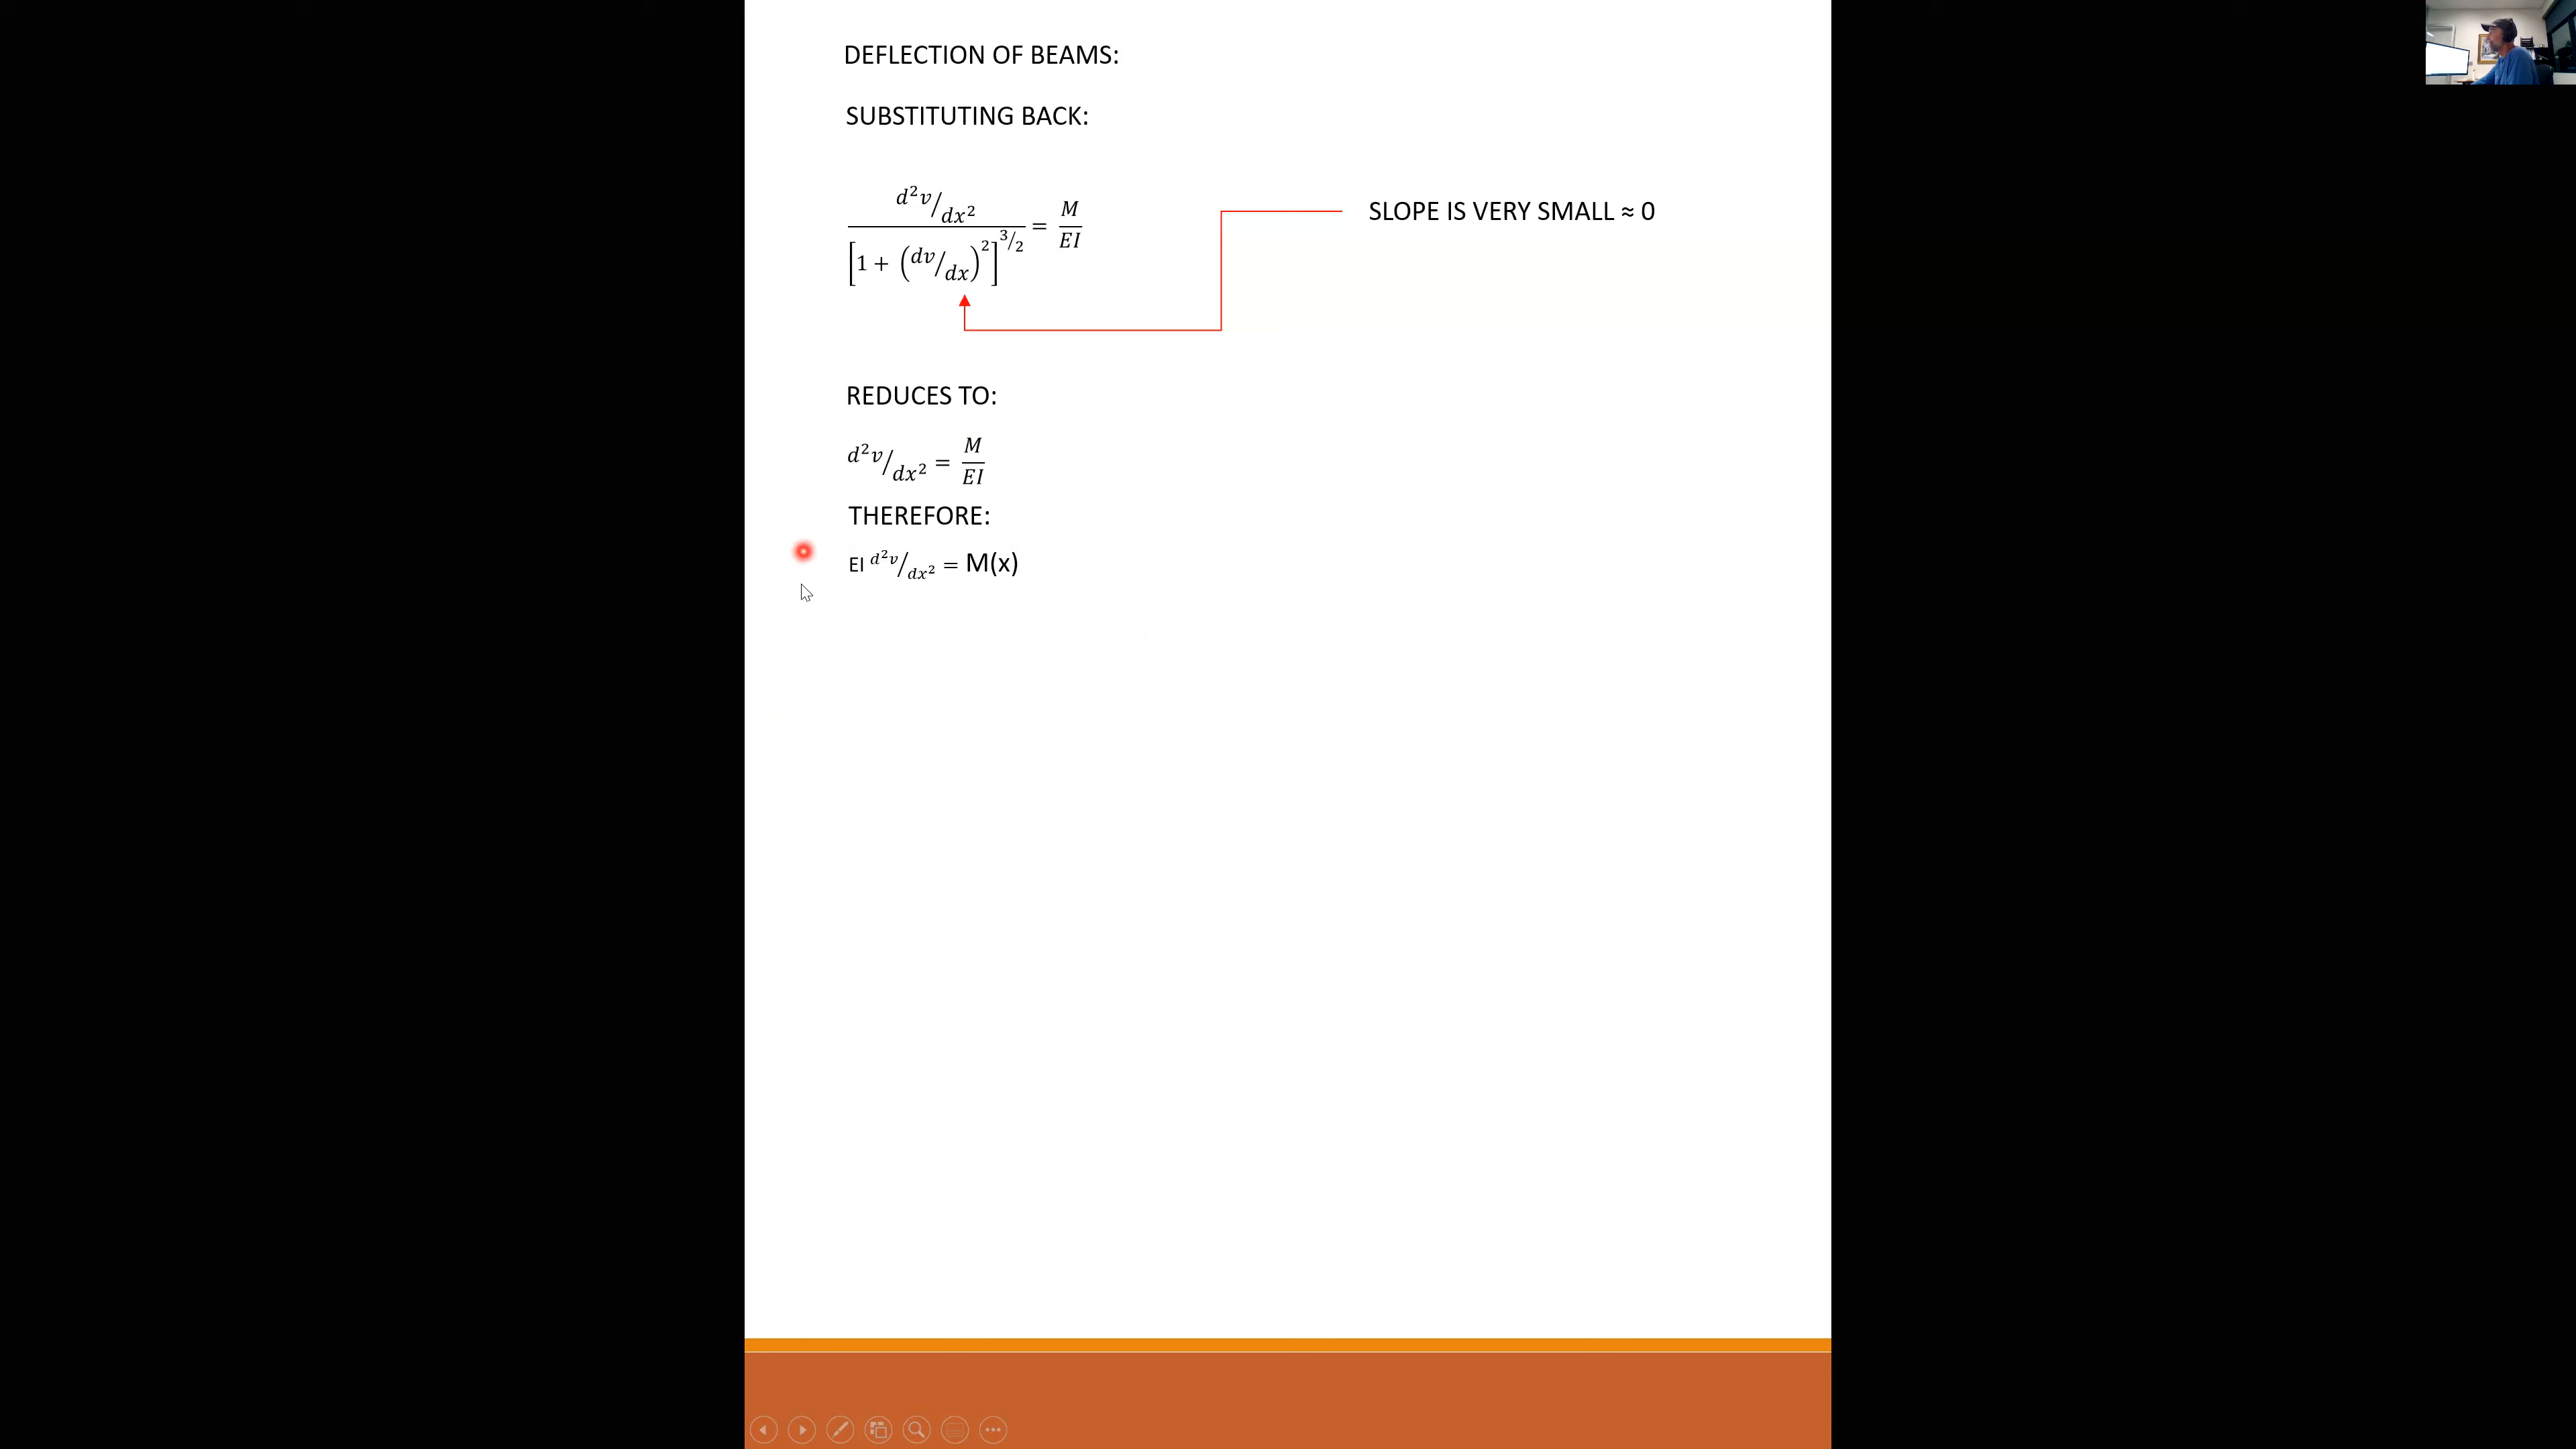 DEFLECTION OF BEAMS:
SUBSTITUTING BACK:
d²v/dx² / [1 + (dv/dx)²]^3/2 = M/EI
SLOPE IS VERY SMALL ≈ 0
REDUCES TO:
d²v/dx² = M/EI
THEREFORE:
EI d²v/dx² = M(x)